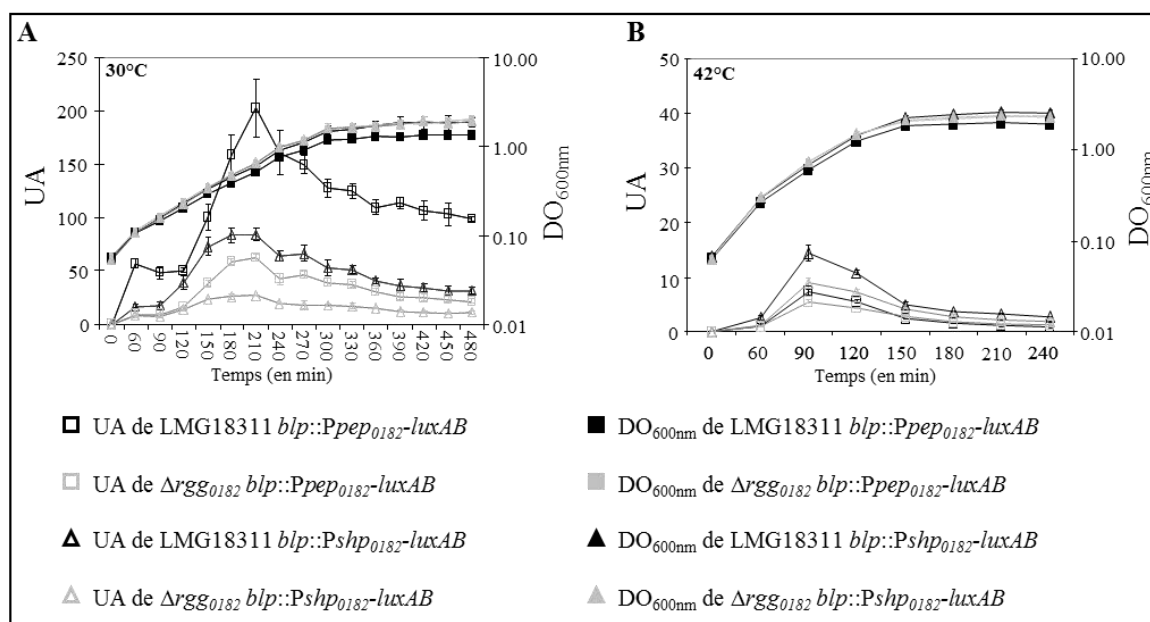 A
B
30°C
42°C
250
200
150
100
50
0
UA
10.00
1.00
0.10
0.01
DO600nm
0 60 90 120 150 180 210 240 270 300 330 360 390 420 450 480
Temps (en min)
50
40
30
20
10
0
UA
10.00
1.00
0.10
0.01
DO600nm
0 60 90 120 150 180 210 240
Temps (en min)
UA de LMG18311 blp::Ppep0182-luxAB
DO600nm de LMG18311 blp::Ppep0182-luxAB
UA de Δrgg0182 blp::Ppep0182-luxAB
DO600nm de Δrgg0182 blp::Ppep0182-luxAB
UA de LMG18311 blp::Pshp0182-luxAB
DO600nm de LMG18311 blp::Pshp0182-luxAB
UA de Δrgg0182 blp::Pshp0182-luxAB
DO600nm de Δrgg0182 blp::Pshp0182-luxAB